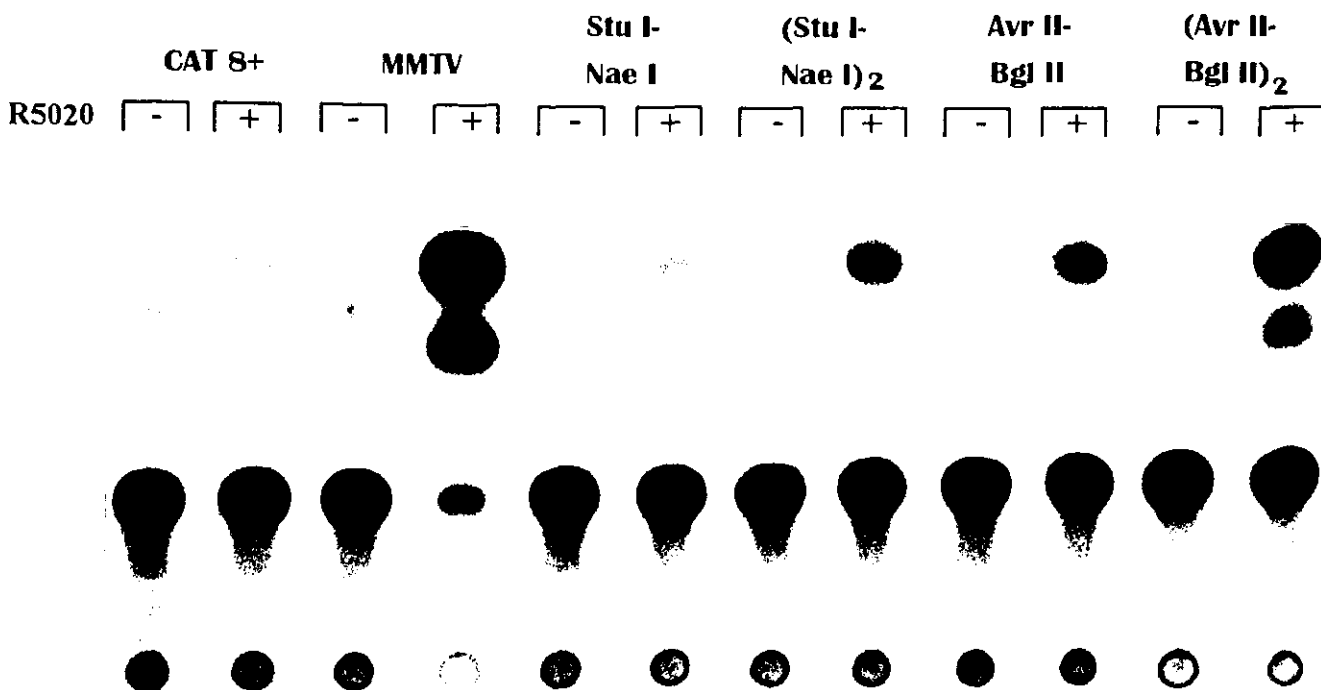 Stu I- (Stu I- Avr II- (Avr II-
CAT 8+ MMTV Nae I Nae I)2 Bgl II Bgl II)2
R5020 - + - + - + - + - + - +